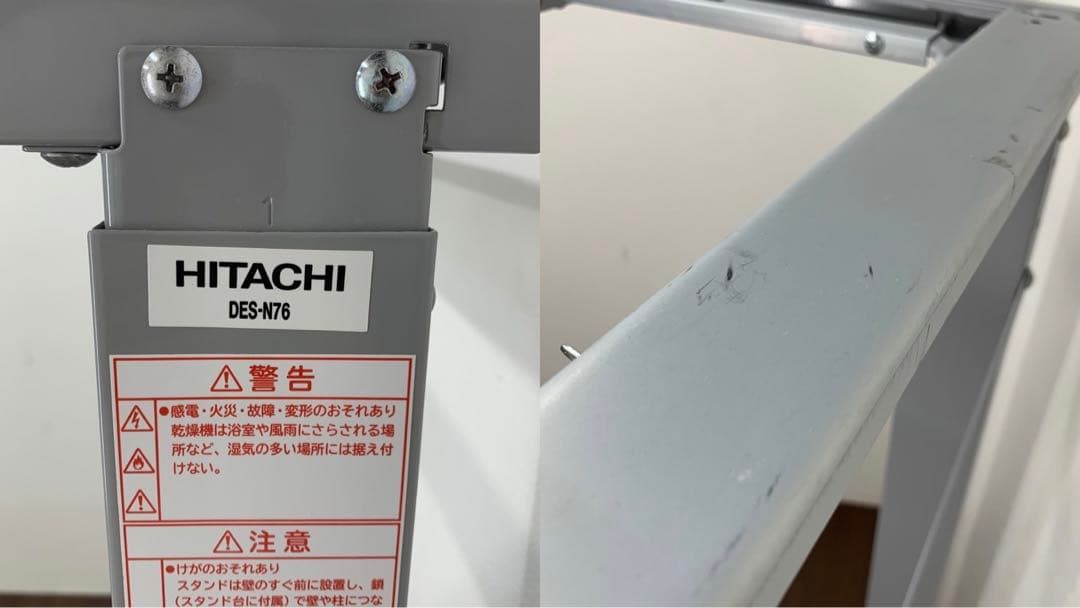 1
HITACHI
DES-N76
警告
●感電・火災・故障・変形のおそれあり
乾燥機は浴室や風雨にさらされる場
所など、湿気の多い場所には据え付
けない。
注意
●けがのおそれあり
スタンドは壁のすぐ前に設置し、鎖
(スタンド台に付属)で壁や柱につな